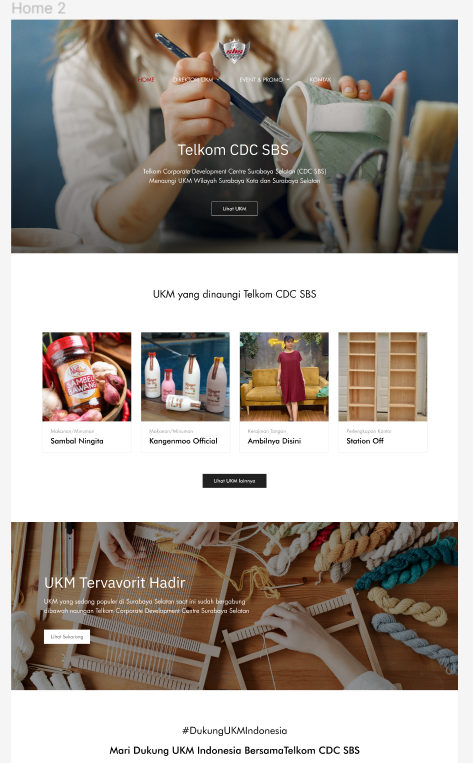 Home 2
sbs
HOME DIREKTORI UKM EVENT & PROMO KONTAK
Telkom CDC SBS
Telkom Corporate Development Centre Surabaya Selatan (CDC SBS)
Menaungi UKM Wilayah Surabaya Kota dan Surabaya Selatan
Lihat UKM
UKM yang dinaungi Telkom CDC SBS
SAMBEL
BAWANG
Makanan/Minuman
Sambal Ningita
Makanan/Minuman
Kangenmoo Official
Kerajinan Tangan
Ambilnya Disini
Perlengkapan Kantor
Station Off
Lihat UKM lainnya
UKM Tervavorit Hadir
UKM yang sedang populer di Surabaya Selatan saat ini sudah bergabung
dibawah naungan Telkom Corporate Development Centre Surabaya Selatan
Lihat Sekarang
#DukungUKMIndonesia
Mari Dukung UKM Indonesia BersamaTelkom CDC SBS